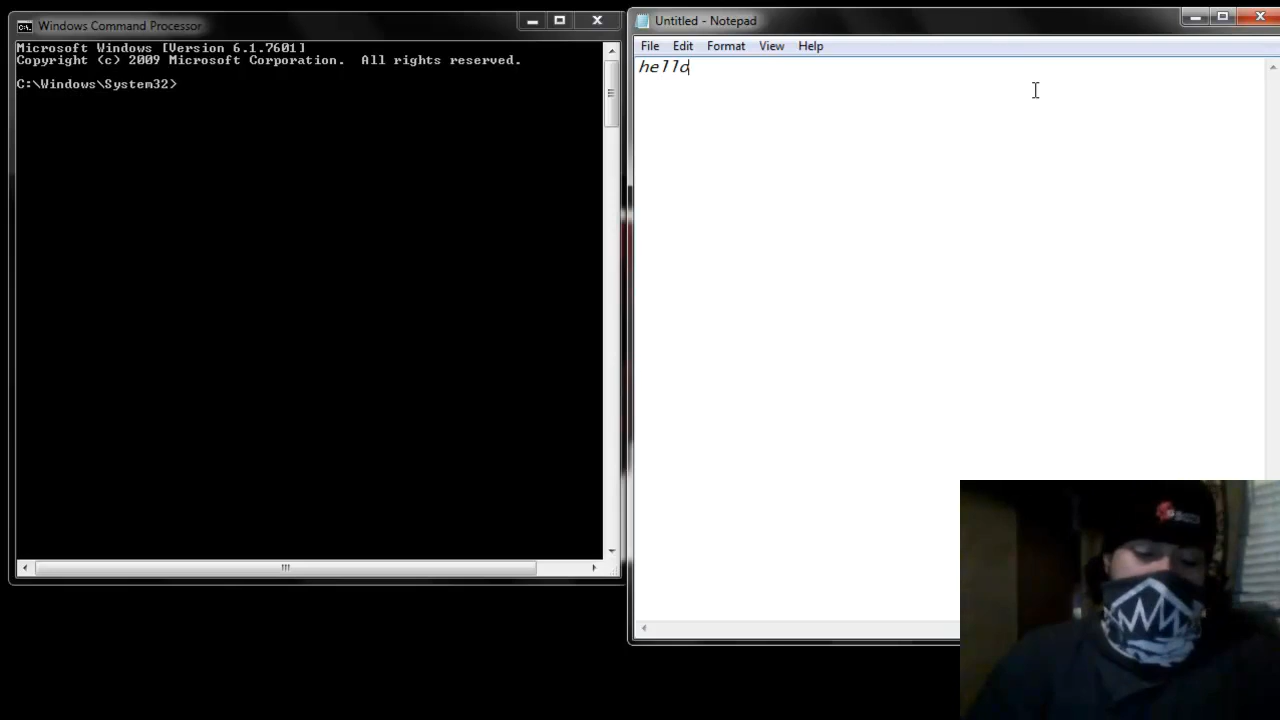 Windows Command Processor
Microsoft Windows [Version 6.1.7601]
Copyright (c) 2009 Microsoft Corporation.  All rights reserved.
C:\Windows\System32>
Untitled - Notepad
File Edit Format View Help
hello